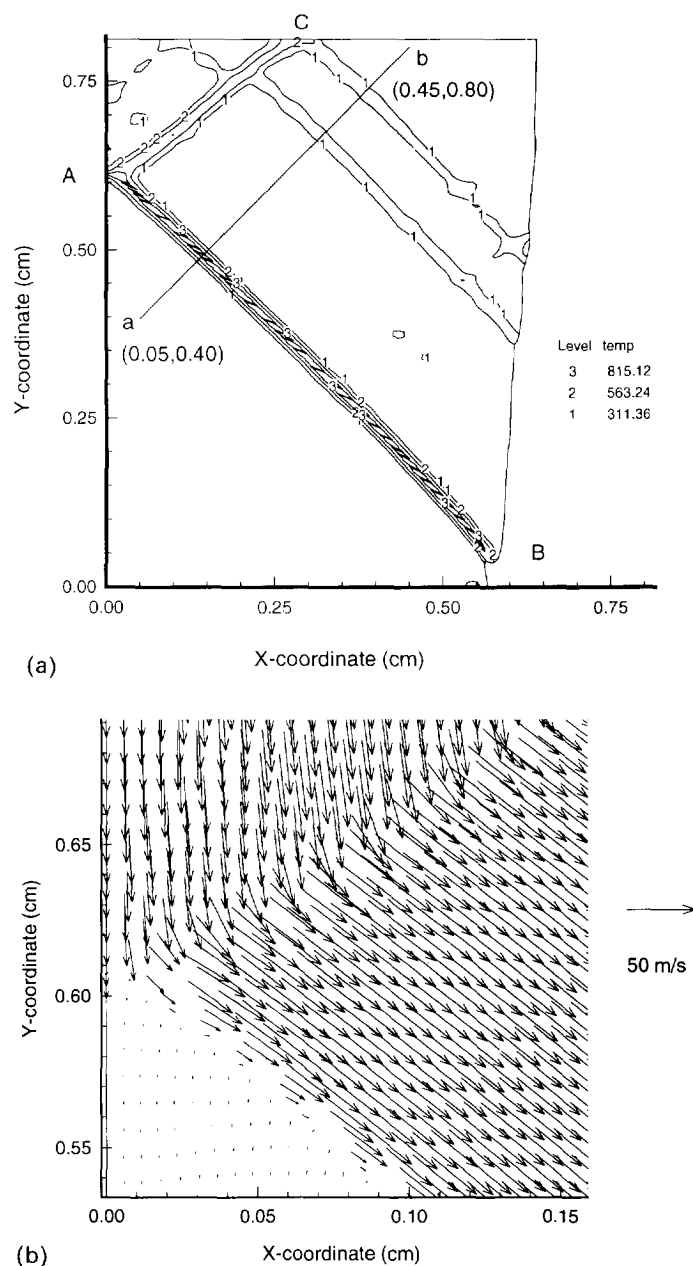 C
b
(0.45,0.80)
A
a
(0.05,0.40)
B
0.75
0.50
0.25
0.00
Y-coordinate (cm)
Level temp
3 815.12
2 563.24
1 311.36
0.00 0.25 0.50 0.75
X-coordinate (cm)
(a)
0.65
0.60
0.55
Y-coordinate (cm)
50 m/s
0.00 0.05 0.10 0.15
X-coordinate (cm)
(b)